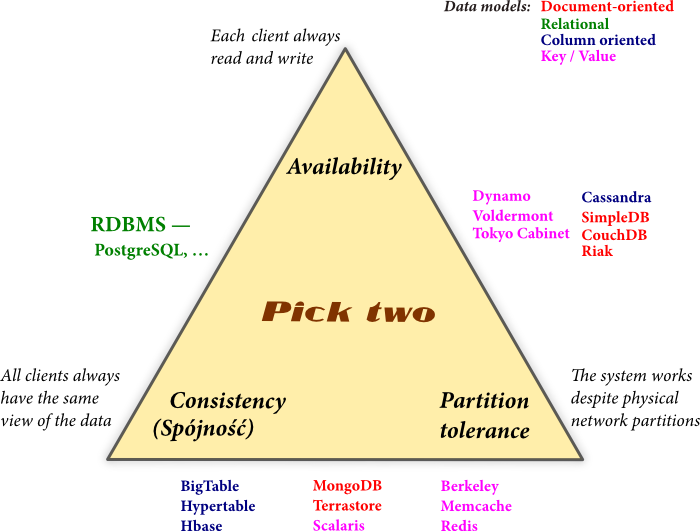 Data models: Document-oriented
Relational
Column oriented
Key / Value
Each client always
read and write
Availability
Dynamo
Voldermont
Tokyo Cabinet
Cassandra
SimpleDB
CouchDB
Riak
RDBMS —
PostgreSQL, ...
Pick two
All clients always
have the same
view of the data
Consistency
(Spójność)
Partition
tolerance
The system works
despite physical
network partitions
BigTable
Hypertable
Hbase
MongoDB
Terrastore
Scalaris
Berkeley
Memcache
Redis